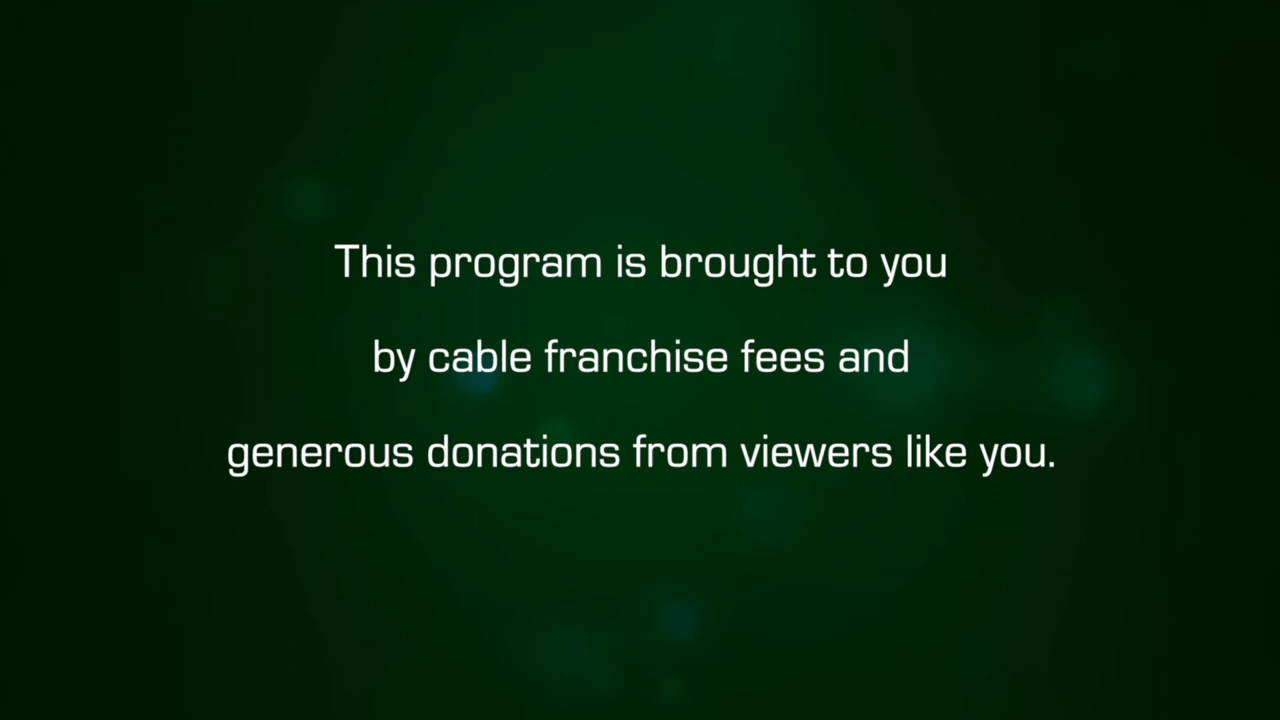 This program is brought to you
by cable franchise fees and
generous donations from viewers like you.